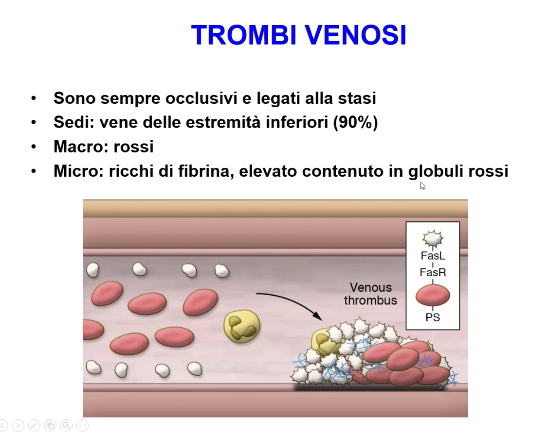 TROMBI VENOSI
• Sono sempre occlusivi e legati alla stasi
• Sedi: vene delle estremità inferiori (90%)
• Macro: rossi
• Micro: ricchi di fibrina, elevato contenuto in globuli rossi
Venous
thrombus
FasL
FasR
PS